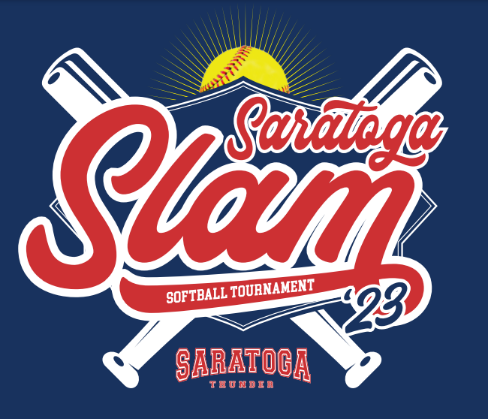 Saratoga
Slam
SOFTBALL TOURNAMENT
'23
SARATOGA
THUNDER